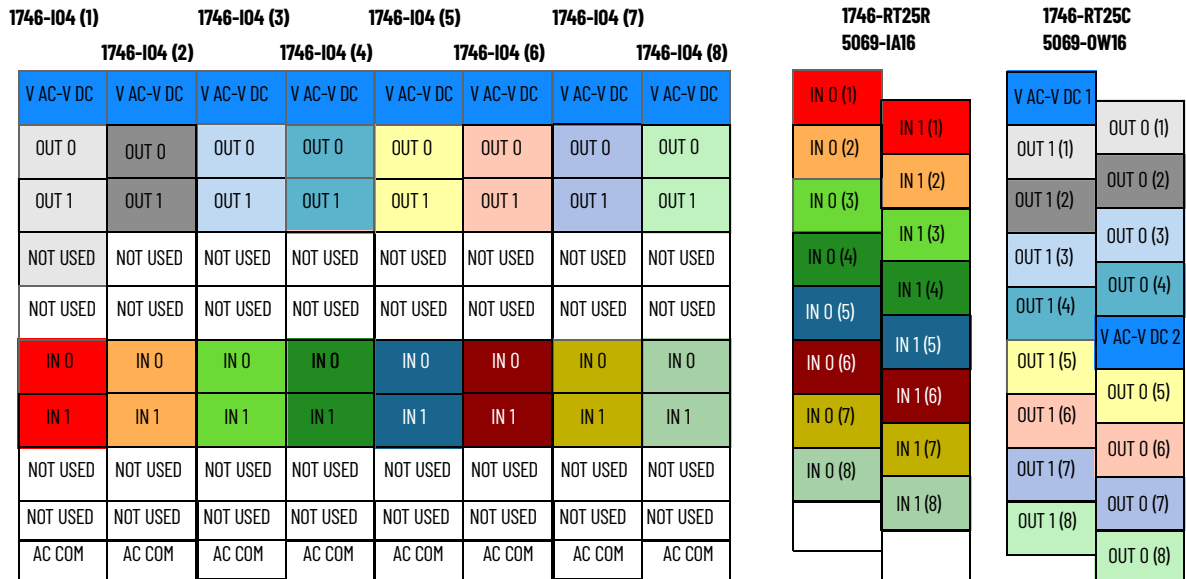 1746-IO4 (1) 1746-IO4 (3) 1746-IO4 (5) 1746-IO4 (7)
1746-IO4 (2) 1746-IO4 (4) 1746-IO4 (6) 1746-IO4 (8)
V AC-V DC V AC-V DC V AC-V DC V AC-V DC V AC-V DC V AC-V DC V AC-V DC V AC-V DC
OUT 0 OUT 0 OUT 0 OUT 0 OUT 0 OUT 0 OUT 0 OUT 0
OUT 1 OUT 1 OUT 1 OUT 1 OUT 1 OUT 1 OUT 1 OUT 1
NOT USED NOT USED NOT USED NOT USED NOT USED NOT USED NOT USED NOT USED
NOT USED NOT USED NOT USED NOT USED NOT USED NOT USED NOT USED NOT USED
IN 0 IN 0 IN 0 IN 0 IN 0 IN 0 IN 0 IN 0
IN 1 IN 1 IN 1 IN 1 IN 1 IN 1 IN 1 IN 1
NOT USED NOT USED NOT USED NOT USED NOT USED NOT USED NOT USED NOT USED
NOT USED NOT USED NOT USED NOT USED NOT USED NOT USED NOT USED NOT USED
AC COM AC COM AC COM AC COM AC COM AC COM AC COM AC COM
1746-RT25R
5069-IA16
IN 0 (1)
IN 1 (1)
IN 0 (2)
IN 1 (2)
IN 0 (3)
IN 1 (3)
IN 0 (4)
IN 1 (4)
IN 0 (5)
IN 1 (5)
IN 0 (6)
IN 1 (6)
IN 0 (7)
IN 1 (7)
IN 0 (8)
IN 1 (8)
1746-RT25C
5069-OW16
V AC-V DC 1
OUT 0 (1)
OUT 1 (1)
OUT 0 (2)
OUT 1 (2)
OUT 0 (3)
OUT 1 (3)
OUT 0 (4)
OUT 1 (4)
V AC-V DC 2
OUT 1 (5)
OUT 0 (5)
OUT 1 (6)
OUT 0 (6)
OUT 1 (7)
OUT 0 (7)
OUT 1 (8)
OUT 0 (8)